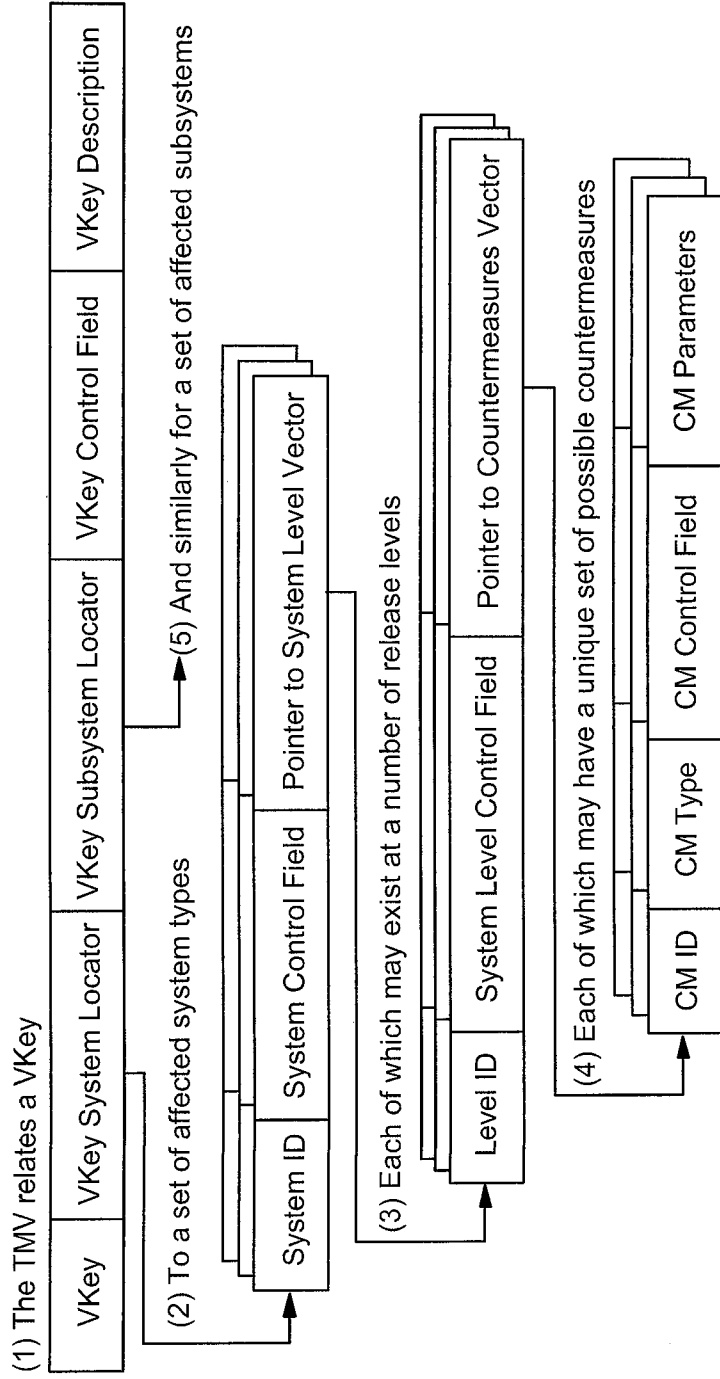 (1) The TMV relates a VKey
VKey VKey System Locator VKey Subsystem Locator VKey Control Field VKey Description
(2) To a set of affected system types
(5) And similarly for a set of affected subsystems
System ID System Control Field Pointer to System Level Vector
(3) Each of which may exist at a number of release levels
Level ID System Level Control Field Pointer to Countermeasures Vector
(4) Each of which may have a unique set of possible countermeasures
CM ID CM Type CM Control Field CM Parameters